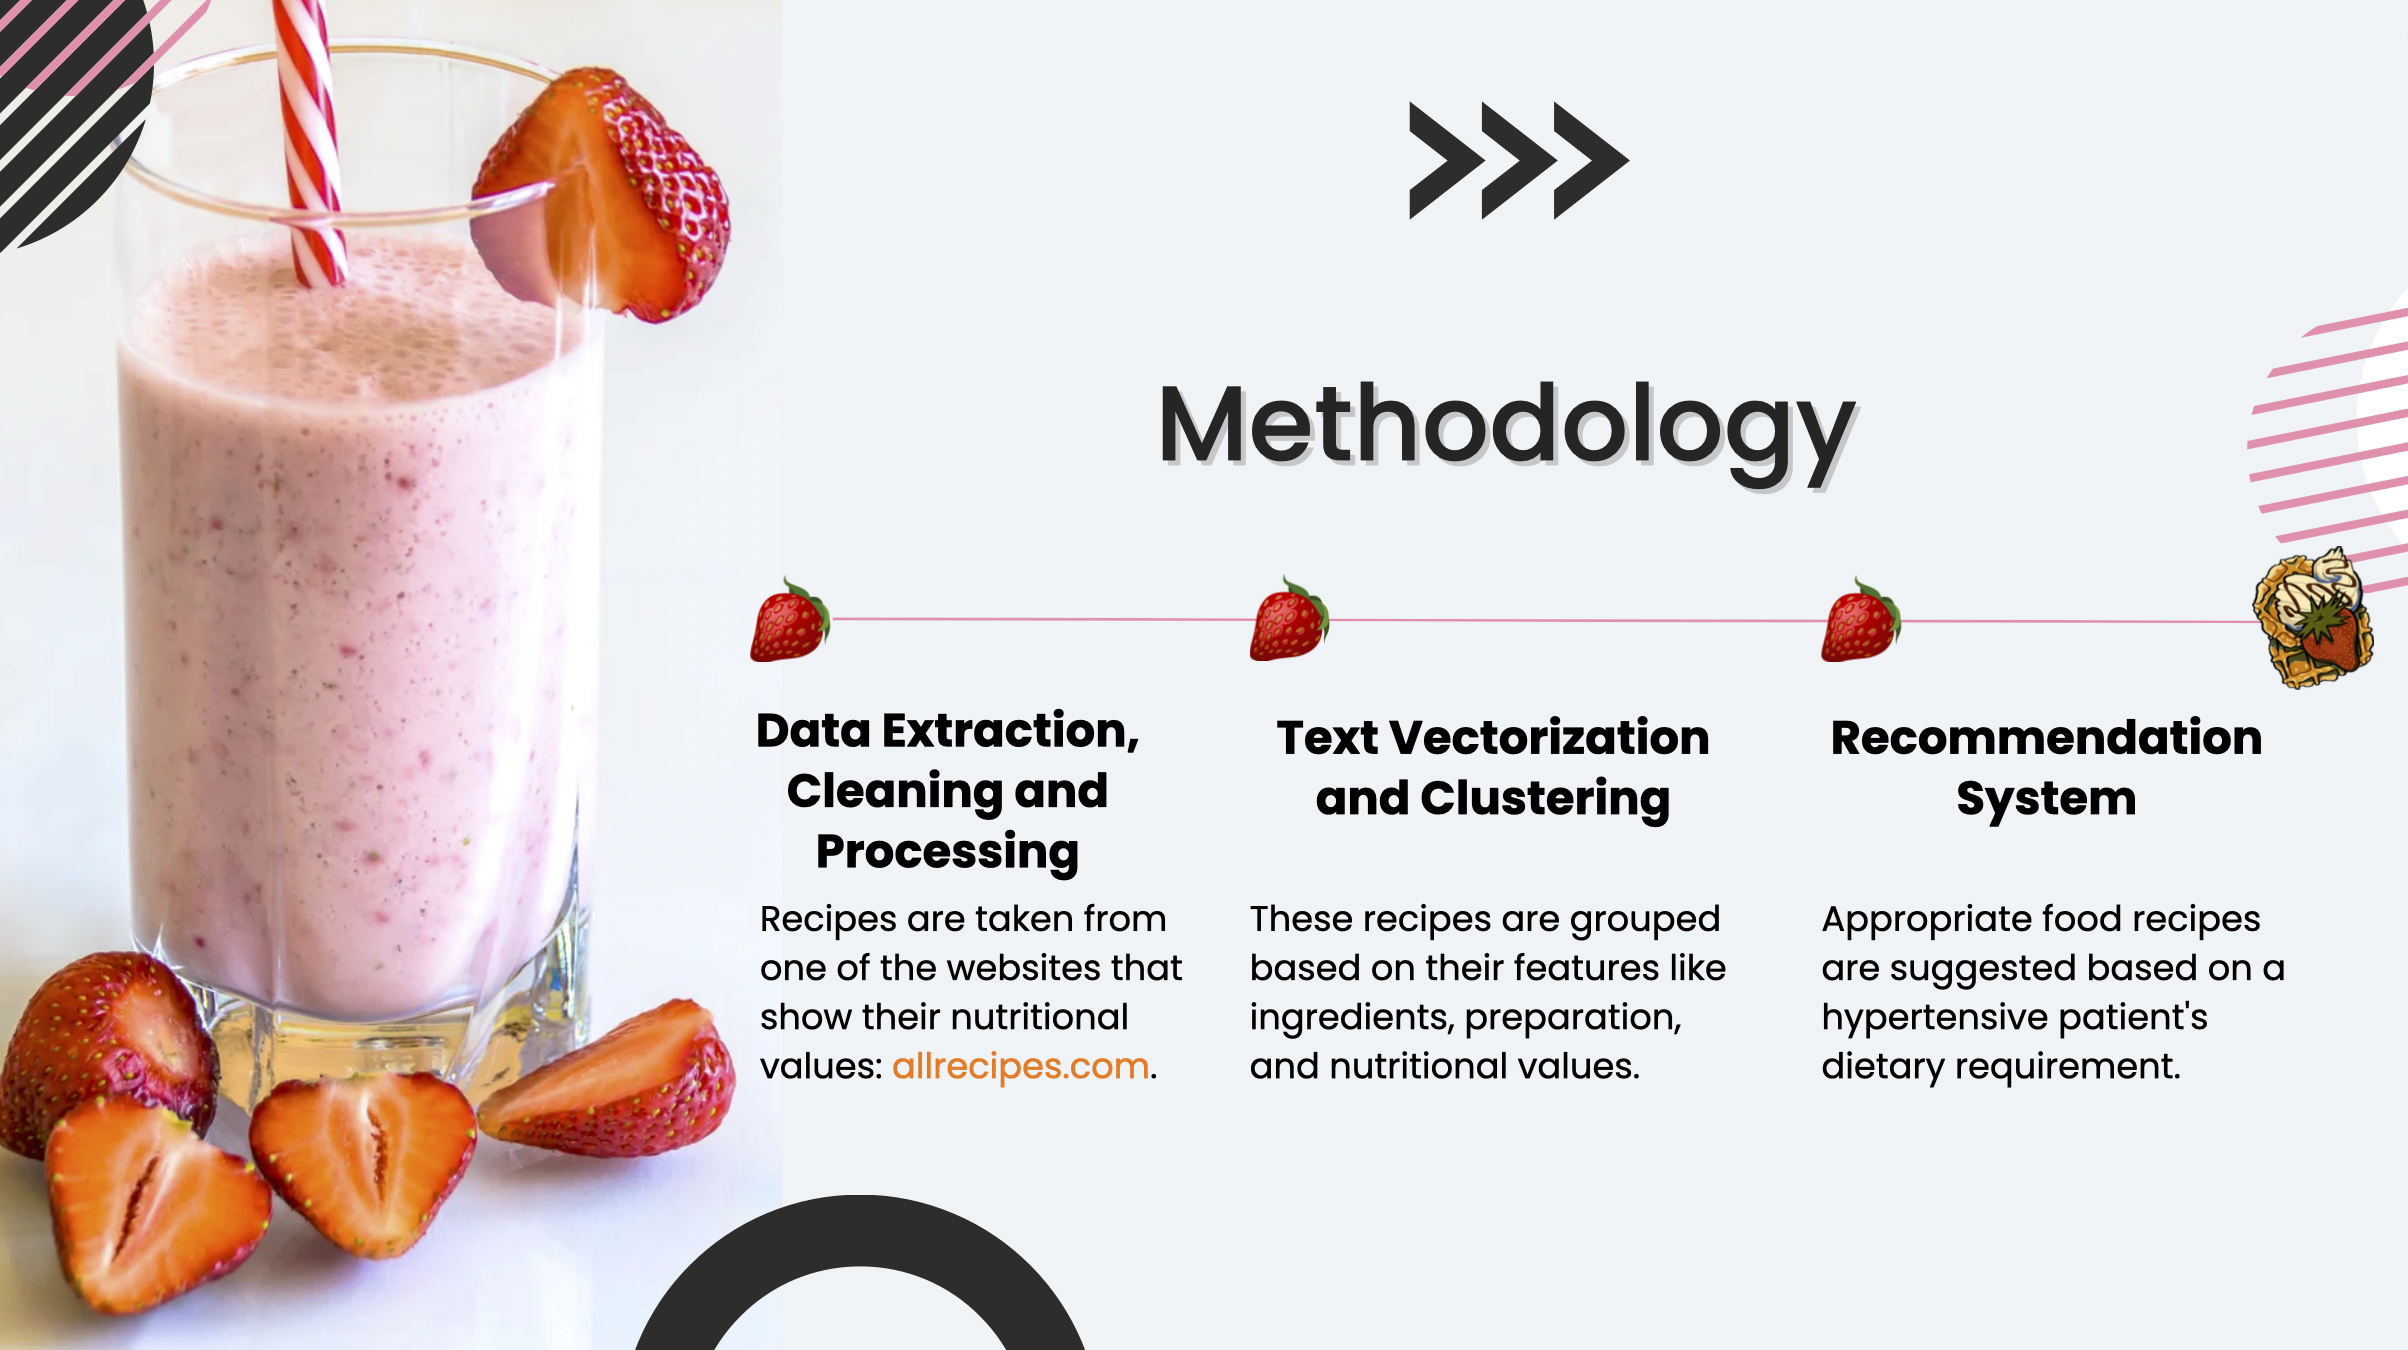 Methodology
Data Extraction,
Cleaning and
Processing
Recipes are taken from
one of the websites that
show their nutritional
values: allrecipes.com.
Text Vectorization
and Clustering
These recipes are grouped
based on their features like
ingredients, preparation,
and nutritional values.
Recommendation
System
Appropriate food recipes
are suggested based on a
hypertensive patient's
dietary requirement.